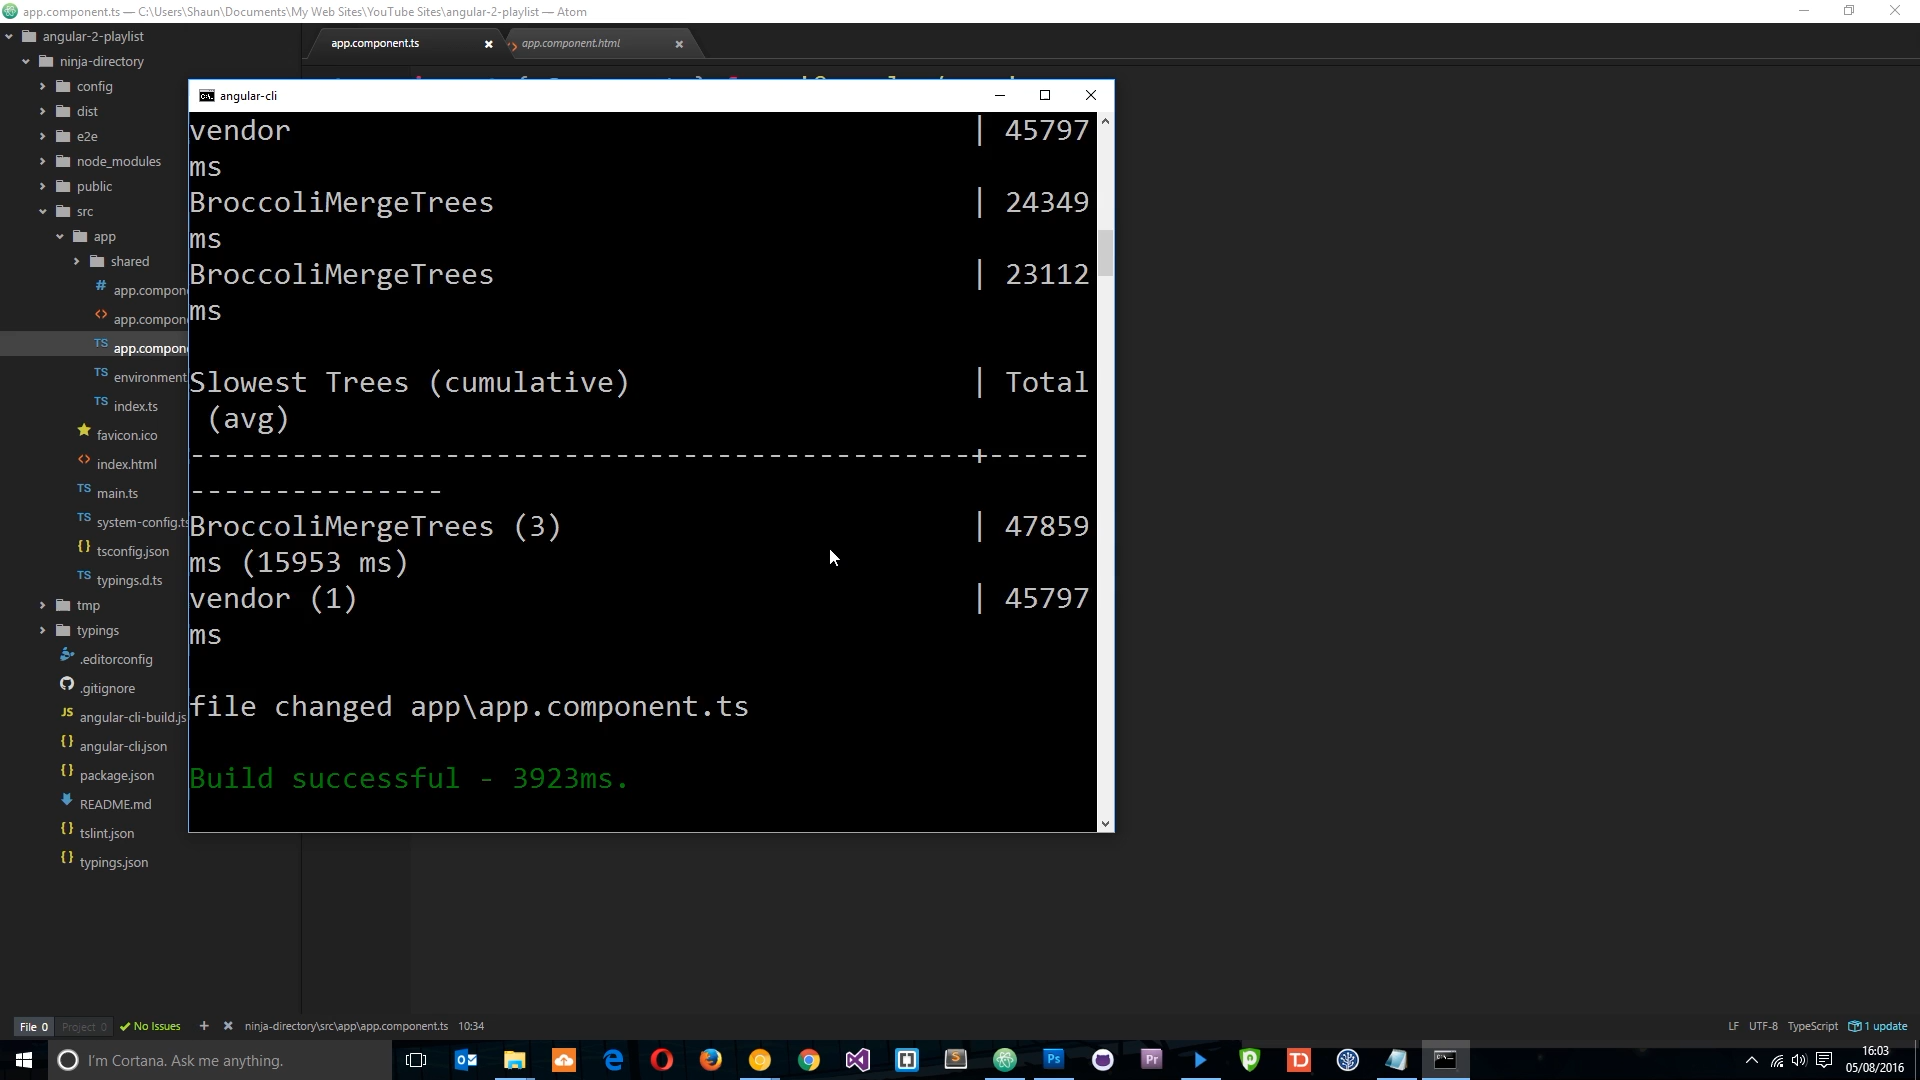 app.component.ts — C:\Users\Shaun\Documents\My Web Sites\YouTube Sites\angular-2-playlist — Atom
angular-2-playlist
ninja-directory
config
dist
e2e
node_modules
public
src
app
shared
app.compon
app.compon
app.compon
environment
index.ts
favicon.ico
index.html
main.ts
system-config.ts
tsconfig.json
typings.d.ts
tmp
typings
.editorconfig
.gitignore
angular-cli-build.js
angular-cli.json
package.json
README.md
tslint.json
typings.json
app.component.ts
app.component.html
angular-cli
vendor | 45797
ms
BroccoliMergeTrees | 24349
ms
BroccoliMergeTrees | 23112
ms
Slowest Trees (cumulative) | Total
(avg)
----------------------------------------------+------
---------------
BroccoliMergeTrees (3) | 47859
ms (15953 ms)
vendor (1) | 45797
ms
file changed app\app.component.ts
Build successful - 3923ms.
File 0 Project 0 No Issues + ninja-directory\src\app\app.component.ts 10:34
LF UTF-8 TypeScript 1 update
I'm Cortana. Ask me anything.
16:03
05/08/2016